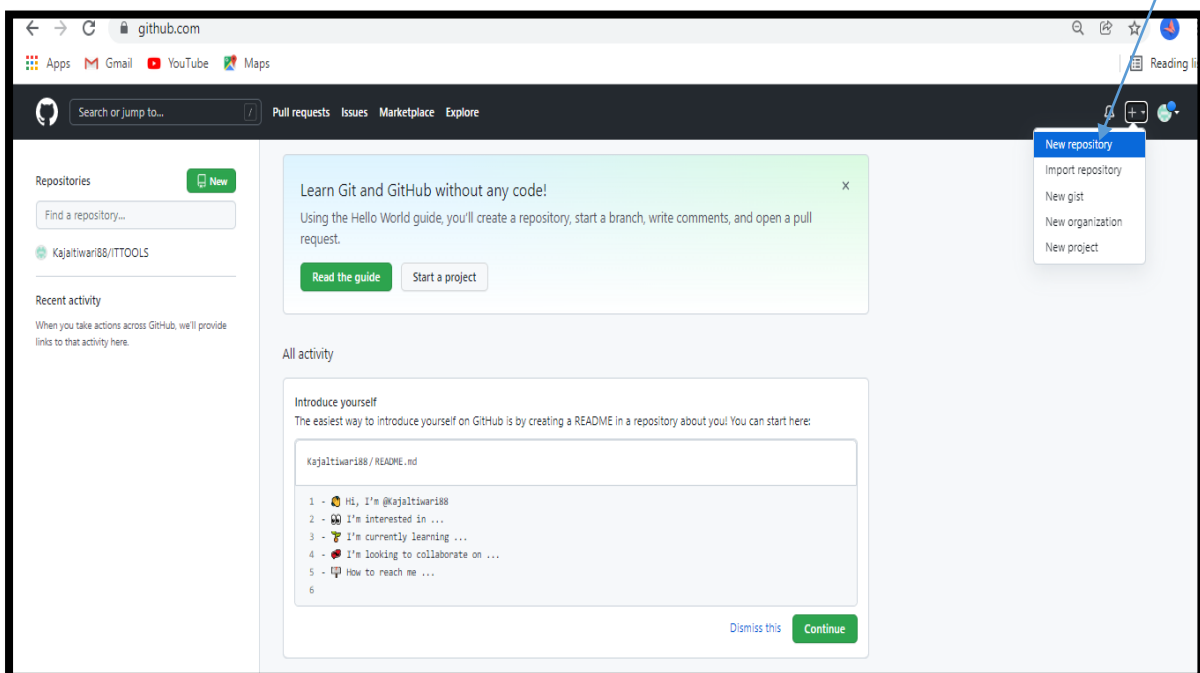 github.com
Apps Gmail YouTube Maps Reading li
Search or jump to... / Pull requests Issues Marketplace Explore
New repository
Import repository
New gist
New organization
New project
Repositories New
Find a repository...
Kajaltiwari88/ITTOOLS
Recent activity
When you take actions across GitHub, we'll provide
links to that activity here.
Learn Git and GitHub without any code! x
Using the Hello World guide, you'll create a repository, start a branch, write comments, and open a pull
request.
Read the guide Start a project
All activity
Introduce yourself
The easiest way to introduce yourself on GitHub is by creating a README in a repository about you! You can start here:
Kajaltiwari88/README.md
1 - 👋 Hi, I'm @Kajaltiwari88
2 - 👀 I'm interested in ...
3 - 🌱 I'm currently learning ...
4 - 💞️ I'm looking to collaborate on ...
5 - 📫 How to reach me ...
6
Dismiss this Continue